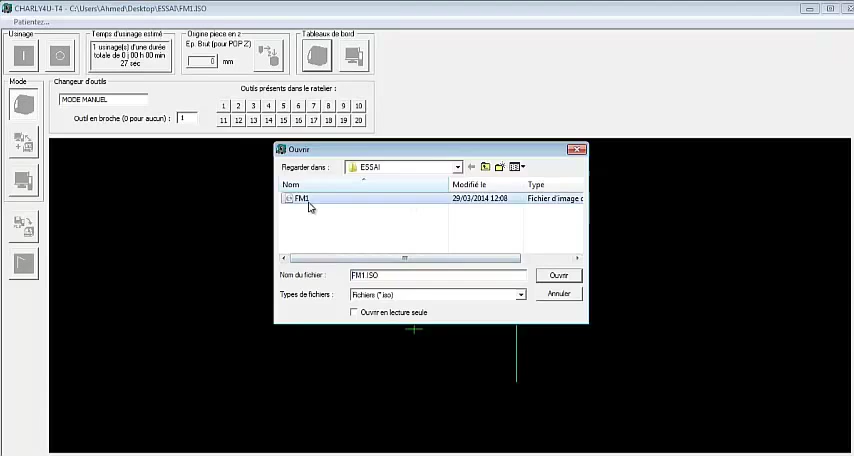 CHARLY4U-T4 - C:\Users\Ahmed\Desktop\ESSAI\FM1.ISO
Patientez...
Usinage
Temps d'usinage estimé
1 usinage(s) d'une durée
totale de 0 j 00 h 00 min
27 sec
Origine piece en z
Ep. Brut (pour POP Z)
0 mm
Tableaux de bord
Mode
Changeur d'outils
MODE MANUEL
Outil en broche (0 pour aucun) : 1
Outils présents dans le ratelier :
1 2 3 4 5 6 7 8 9 10
11 12 13 14 15 16 17 18 19 20
Ouvrir
Regarder dans : ESSAI
Nom Modifié le Type
FM1 29/03/2014 12:08 Fichier d'image d
Nom du fichier : FM1.ISO Ouvrir
Types de fichiers : Fichiers (*.iso) Annuler
Ouvrir en lecture seule